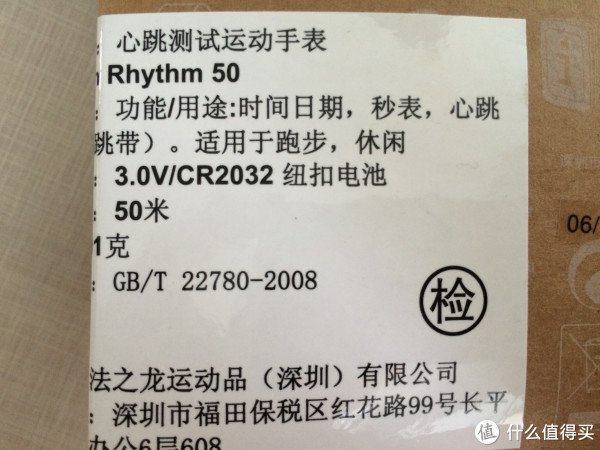 : 心跳测试运动手表
Rhythm 50
: 功能/用途:时间日期，秒表，心跳
跳带）。适用于跑步，休闲
: 3.0V/CR2032 纽扣电池
: 50米
1克
: GB/T 22780-2008
检
06/
法之龙运动品（深圳）有限公司
: 深圳市福田保税区红花路99号长平
办公6层608
值 什么值得买